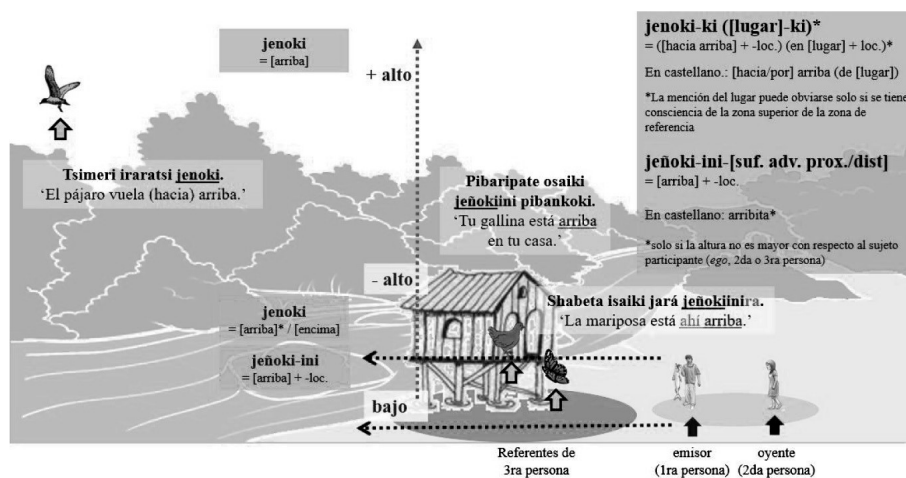 jenoki
= [arriba]
+ alto
jenoki-ki ([lugar]-ki)*
= ([hacia arriba] + -loc.) (en [lugar] + loc.)*
En castellano.: [hacia/por] arriba (de [lugar])
*La mención del lugar puede obviarse solo si se tiene
consciencia de la zona superior de la zona de
referencia
jeñoki-ini-[suf. adv. prox./dist]
= [arriba] + -loc.
En castellano: arribita*
*solo si la altura no es mayor con respecto al sujeto
participante (ego, 2da o 3ra persona)
Tsimeri iraratsi jenoki.
‘El pájaro vuela (hacia) arriba.’
Pibaripate osaiki
jeñokiini pibankoki.
‘Tu gallina está arriba
en tu casa.’
- alto
Shabeta isaiki jará jeñokiinira.
‘La mariposa está ahí arriba.’
jenoki
= [arriba]* / [encima]
jeñoki-ini
= [arriba] + -loc.
bajo
Referentes de
3ra persona
emisor
(1ra persona)
oyente
(2da persona)